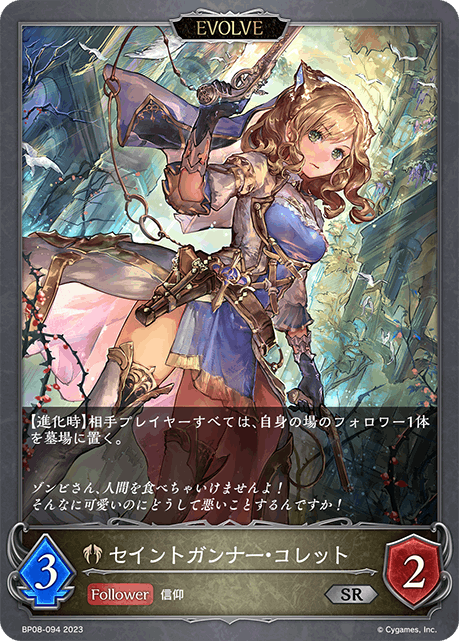 EVOLVE
【進化時】相手プレイヤーすべては、自身の場のフォロワー1体
を墓場に置く。
ゾンビさん、人間を食べちゃいけませんよ！
そんなに可愛いのにどうして悪いことするんですか！
セイントガンナー・コレット
3
Follower 信仰
SR
2
BP08-094 2023
© Cygames, Inc.